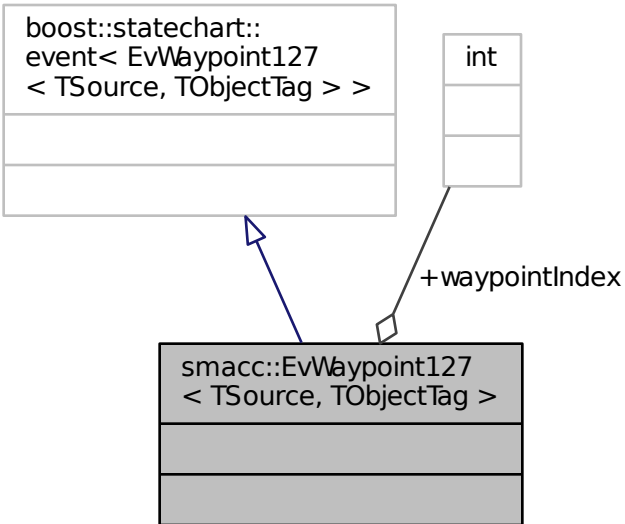 boost::statechart::
event< EvWaypoint127
< TSource, TObjectTag > >
int
+waypointIndex
smacc::EvWaypoint127
< TSource, TObjectTag >